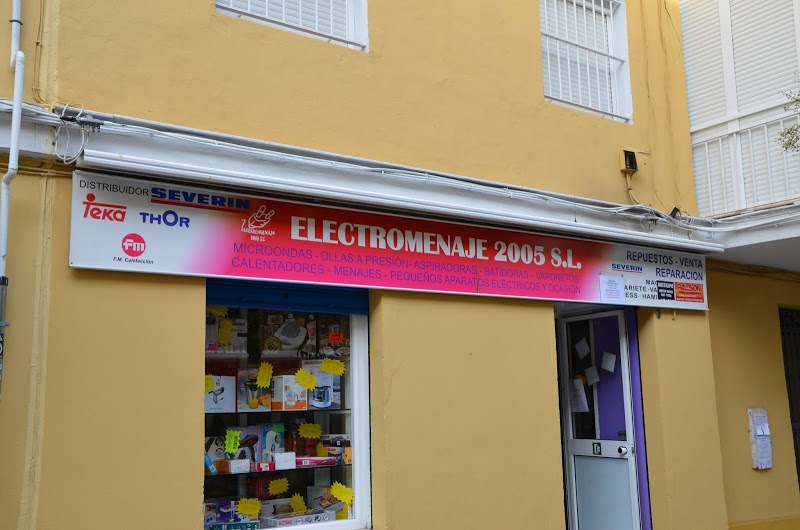 DISTRIBUIDOR SEVERIN
TEKA THOR
FM
F.M. Calefacción
ELECTROMENAJE 2005 S.L.
MICROONDAS - OLLAS A PRESIÓN - ASPIRADORAS - BATIDORAS - VAPORETOS
CALENTADORES - MENAJES - PEQUEÑOS APARATOS ELÉCTRICOS Y OCASIÓN
REPUESTOS - VENTA
SEVERIN REPARACION
PALSON